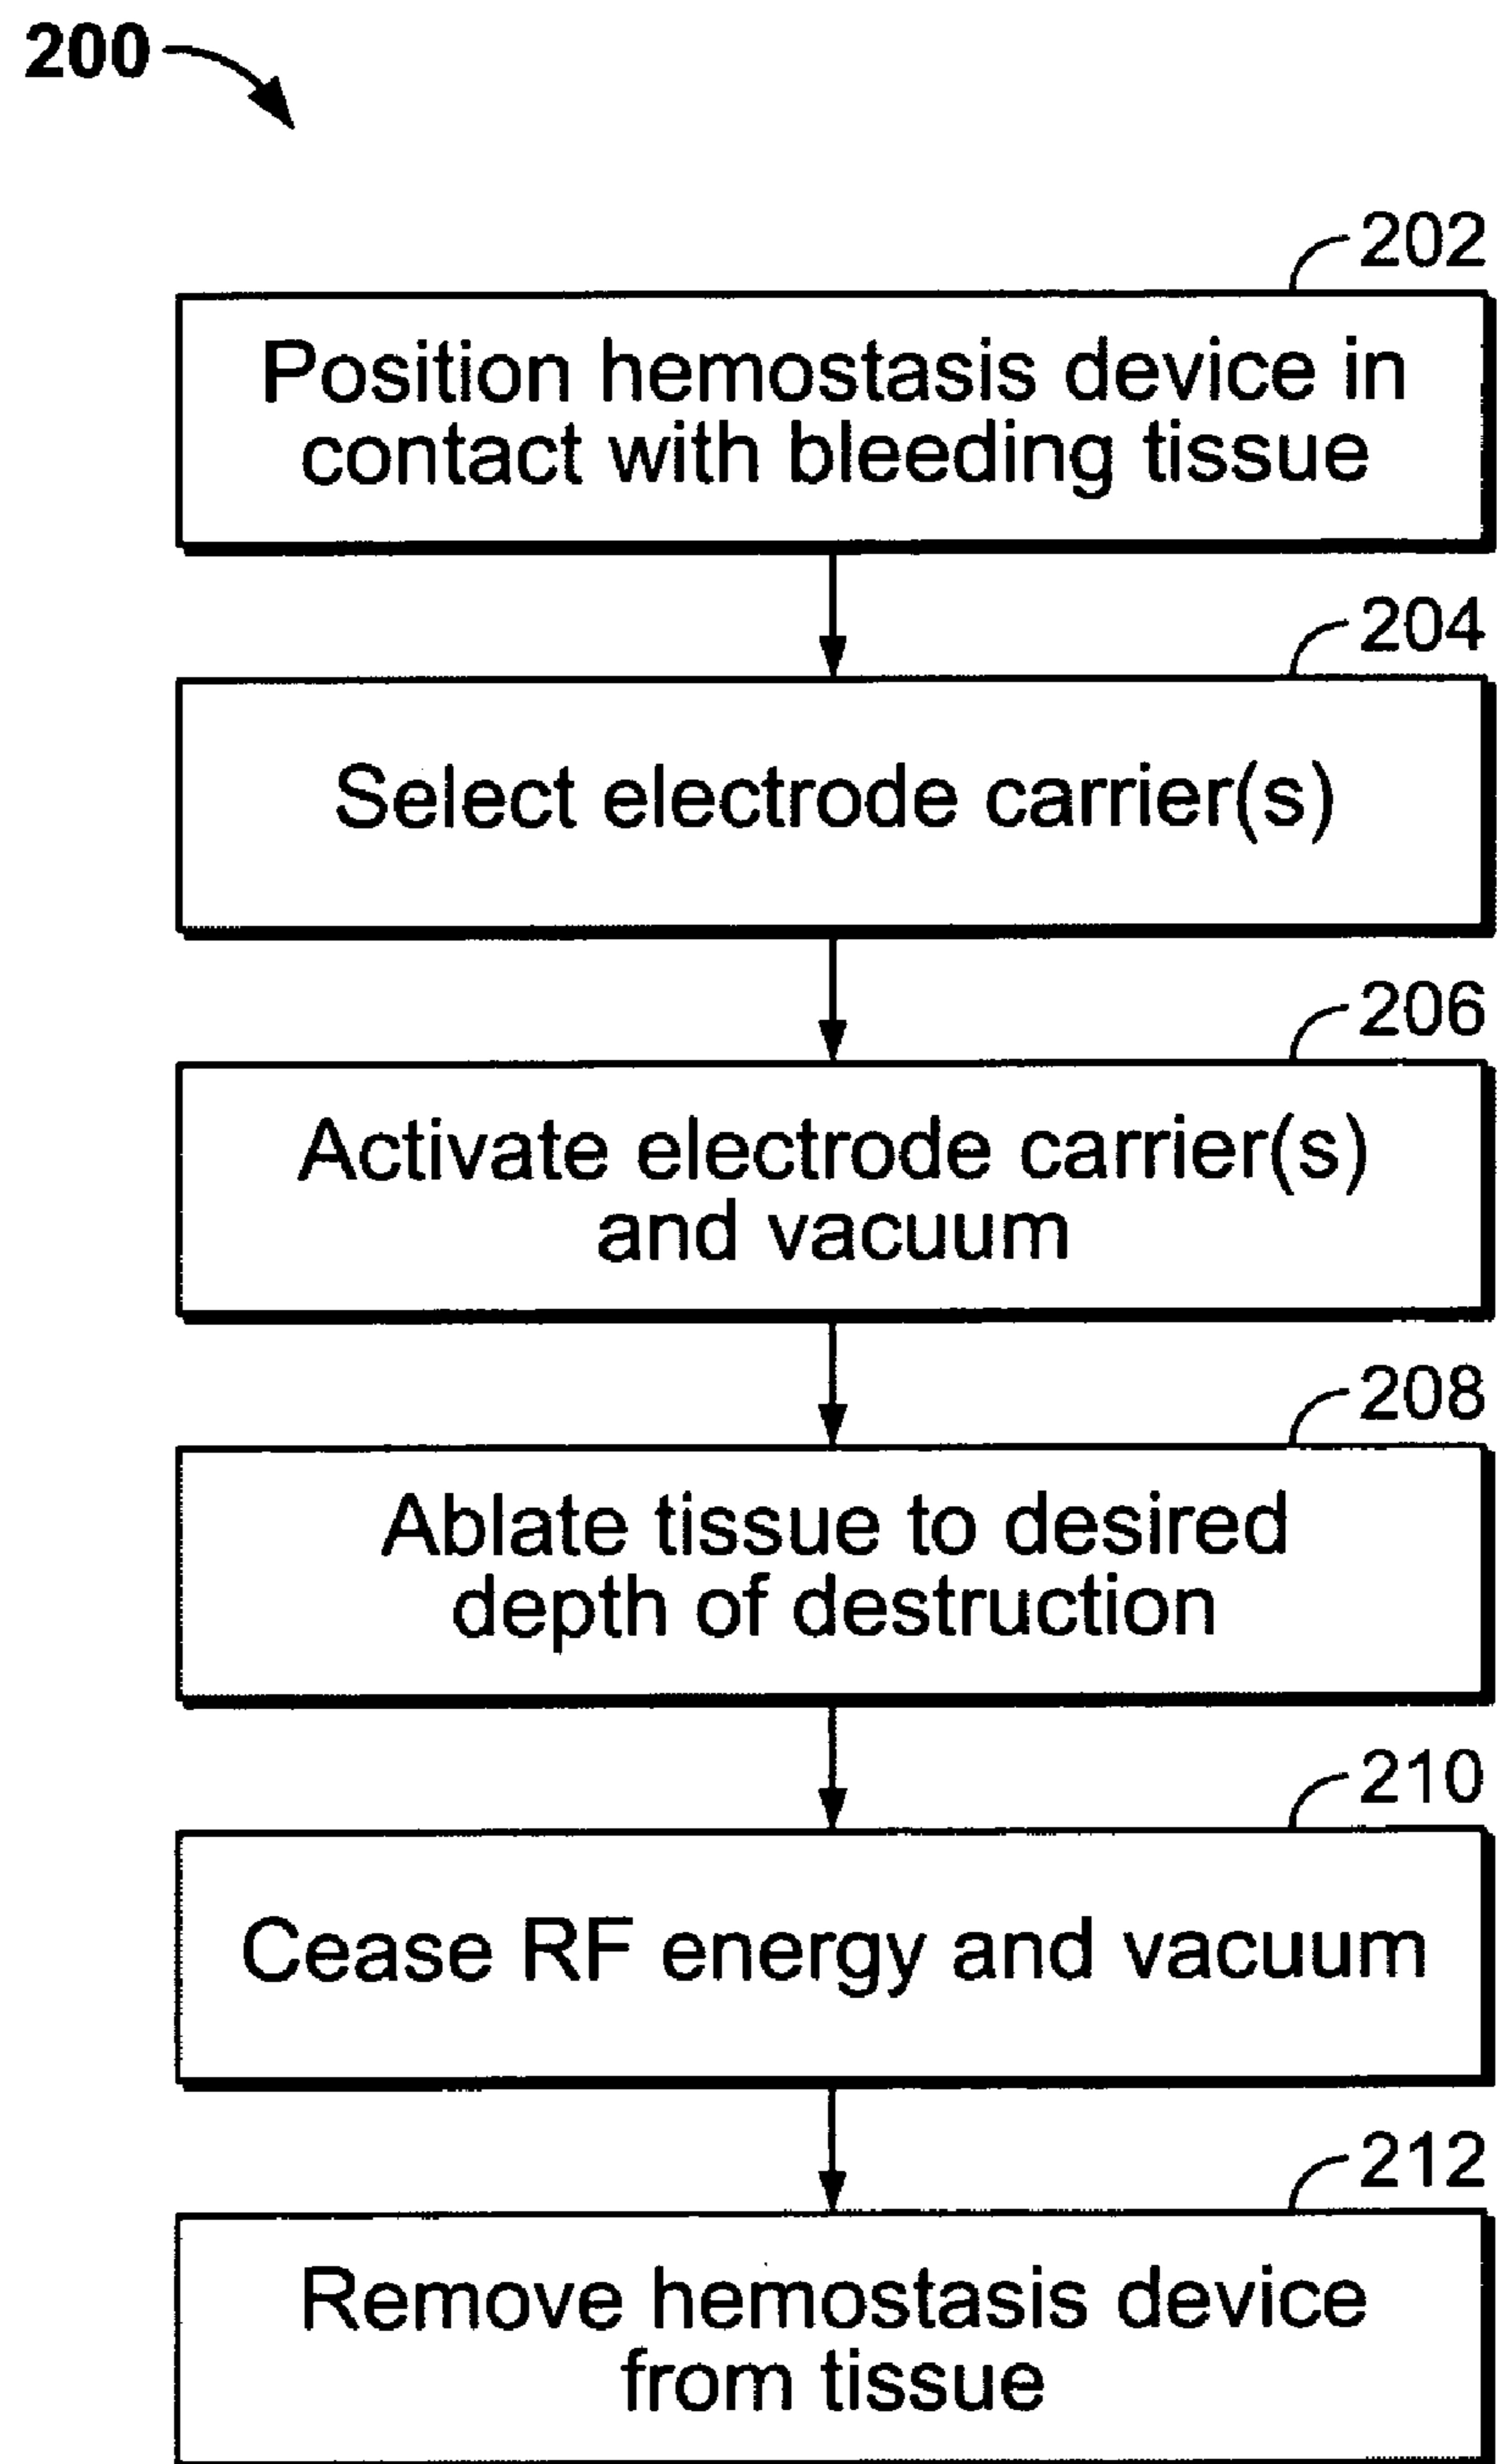 200
202
Position hemostasis device in
contact with bleeding tissue
204
Select electrode carrier(s)
206
Activate electrode carrier(s)
and vacuum
208
Ablate tissue to desired
depth of destruction
210
Cease RF energy and vacuum
212
Remove hemostasis device
from tissue